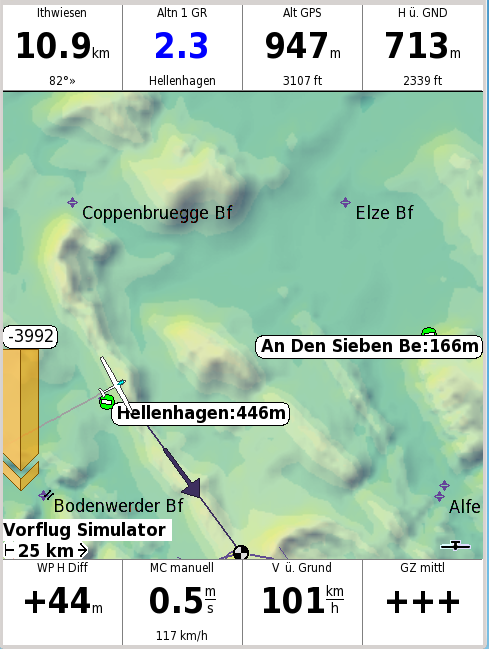 Ithwiesen
10.9km
82°»
Altn 1 GR
2.3
Hellenhagen
Alt GPS
947m
3107 ft
H ü. GND
713m
2339 ft
Coppenbruegge Bf
Elze Bf
-3992
An Den Sieben Be:166m
Hellenhagen:446m
Bodenwerder Bf
Alfe
Vorflug Simulator
25 km
WP H Diff
+44m
MC manuell
0.5 m/s
117 km/h
V ü. Grund
101 km/h
GZ mittl
+++